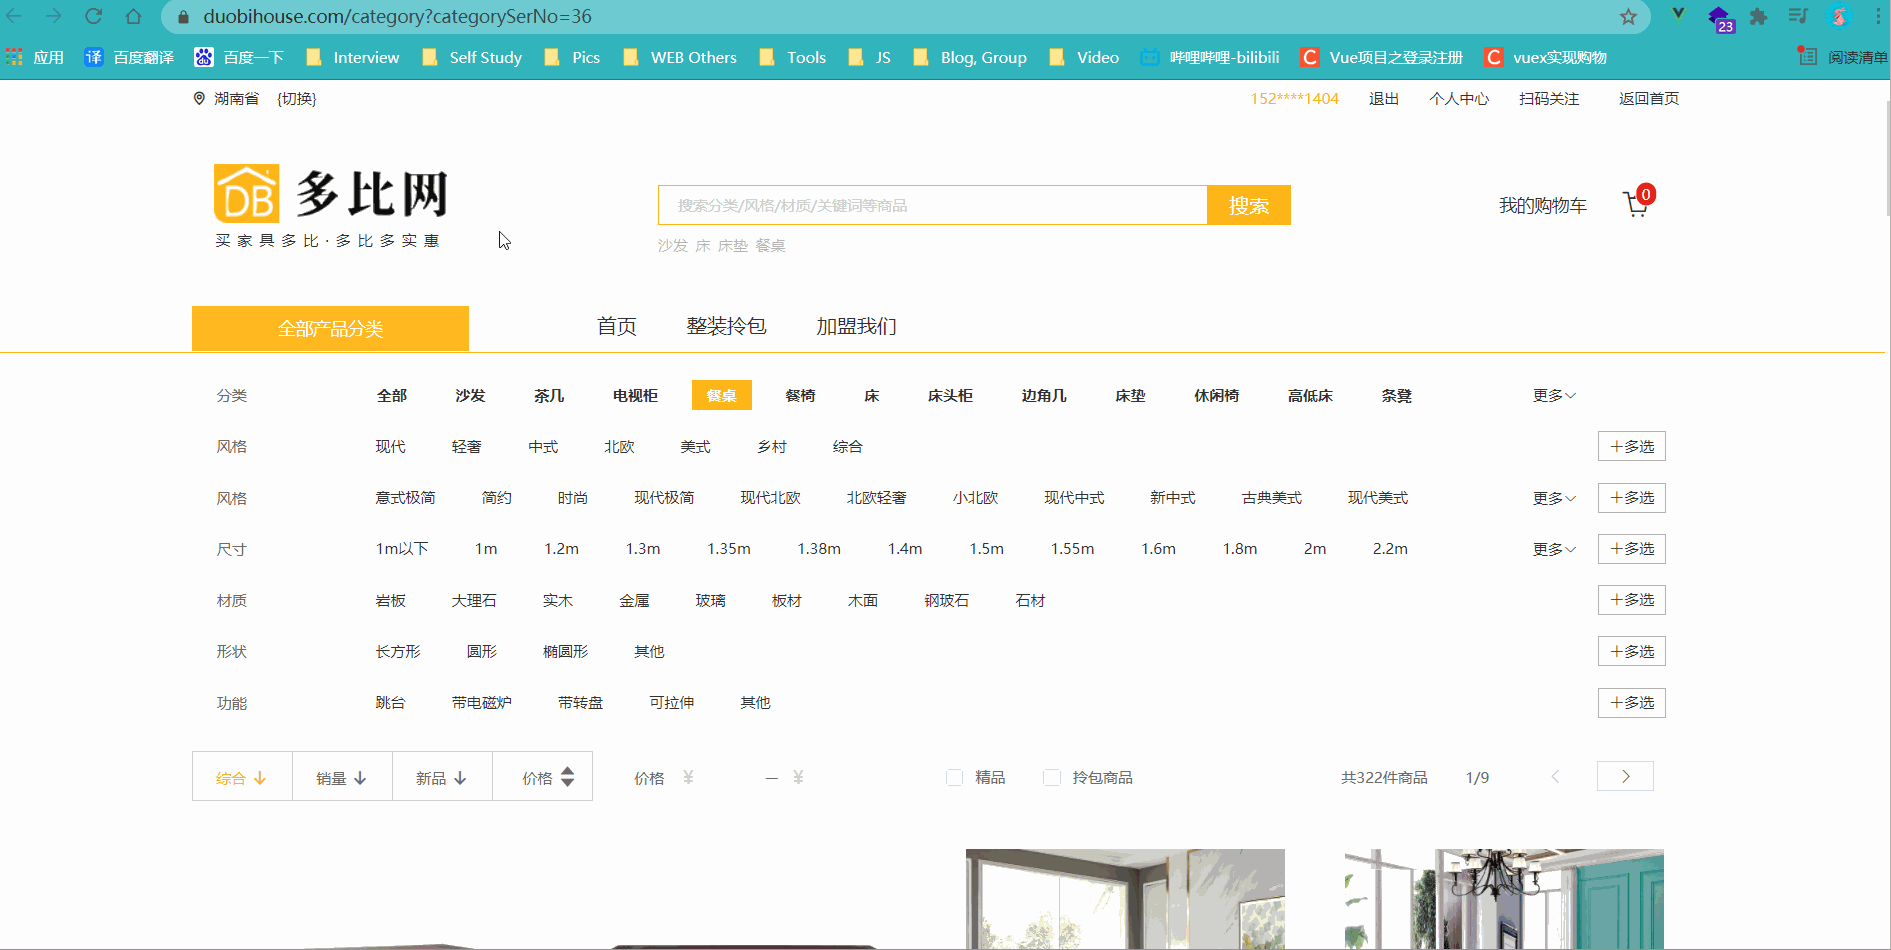 duobihouse.com/category?categorySerNo=36
23
应用 译 百度翻译 du 百度一下 Interview Self Study Pics WEB Others Tools JS Blog, Group Video 哔哩哔哩-bilibili C Vue项目之登录注册 C vuex实现购物 阅读清单
湖南省 {切换} 152****1404 退出 个人中心 扫码关注 返回首页
DB 多比网
买家具多比·多比多实惠
搜索分类/风格/材质/关键词等商品 搜索
沙发 床 床垫 餐桌
我的购物车 0
全部产品分类 首页 整装拎包 加盟我们
分类 全部 沙发 茶几 电视柜 餐桌 餐椅 床 床头柜 边角几 床垫 休闲椅 高低床 条凳 更多
风格 现代 轻奢 中式 北欧 美式 乡村 综合 +多选
风格 意式极简 简约 时尚 现代极简 现代北欧 北欧轻奢 小北欧 现代中式 新中式 古典美式 现代美式 更多 +多选
尺寸 1m以下 1m 1.2m 1.3m 1.35m 1.38m 1.4m 1.5m 1.55m 1.6m 1.8m 2m 2.2m 更多 +多选
材质 岩板 大理石 实木 金属 玻璃 板材 木面 钢玻石 石材 +多选
形状 长方形 圆形 椭圆形 其他 +多选
功能 跳台 带电磁炉 带转盘 可拉伸 其他 +多选
综合 销量 新品 价格 价格 ¥ — ¥ 精品 拎包商品 共322件商品 1/9